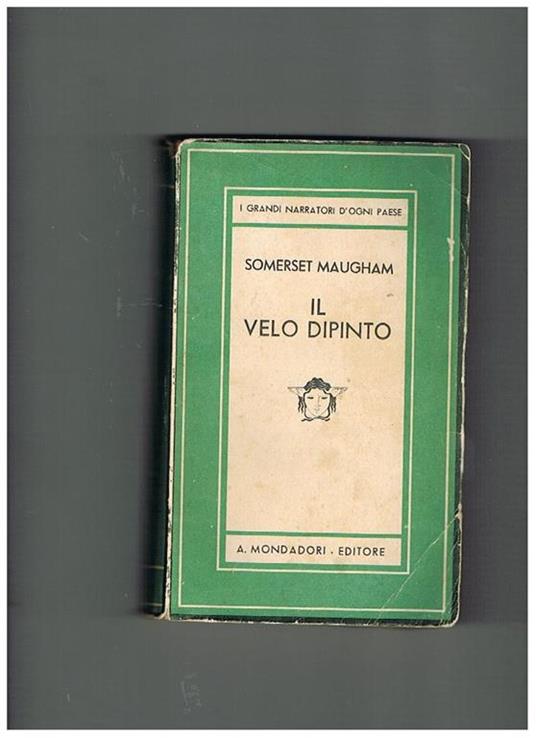 I GRANDI NARRATORI D'OGNI PAESE
SOMERSET MAUGHAM
IL
VELO DIPINTO
A. MONDADORI · EDITORE